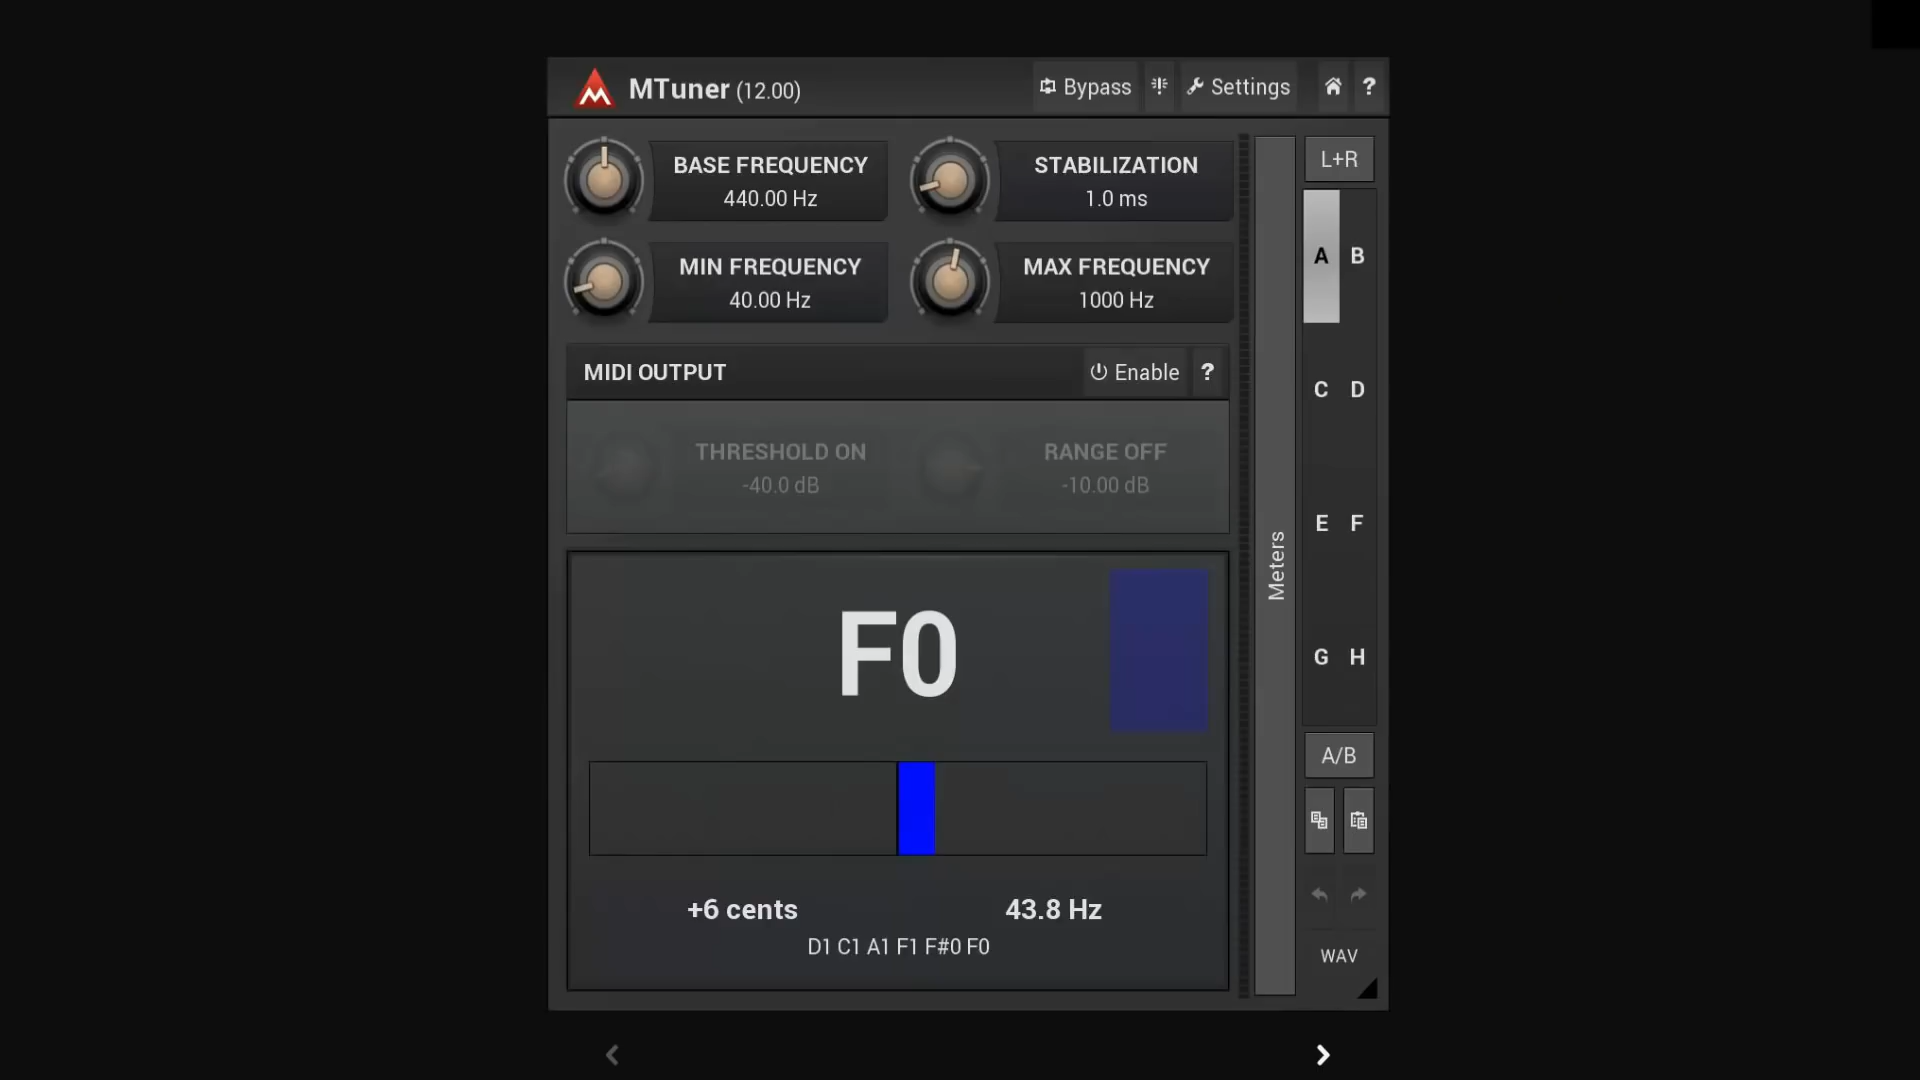 MTuner (12.00)
Bypass
Settings
?
BASE FREQUENCY
440.00 Hz
STABILIZATION
1.0 ms
MIN FREQUENCY
40.00 Hz
MAX FREQUENCY
1000 Hz
MIDI OUTPUT
Enable
?
THRESHOLD ON
-40.0 dB
RANGE OFF
-10.00 dB
F0
+6 cents
43.8 Hz
D1 C1 A1 F1 F#0 F0
Meters
L+R
A B
C D
E F
G H
A/B
WAV